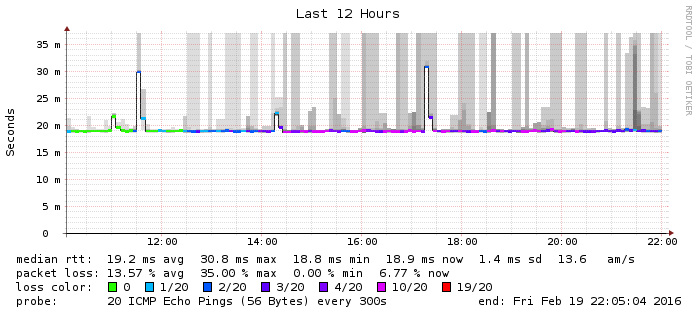 Last 12 Hours
RRDTOOL / TOBI OETIKER
Seconds
35 m
30 m
25 m
20 m
15 m
10 m
5 m
0
12:00 14:00 16:00 18:00 20:00 22:00
median rtt: 19.2 ms avg 30.8 ms max 18.8 ms min 18.9 ms now 1.4 ms sd 13.6 am/s
packet loss: 13.57 % avg 35.00 % max 0.00 % min 6.77 % now
loss color: 0 1/20 2/20 3/20 4/20 10/20 19/20
probe: 20 ICMP Echo Pings (56 Bytes) every 300s end: Fri Feb 19 22:05:04 2016